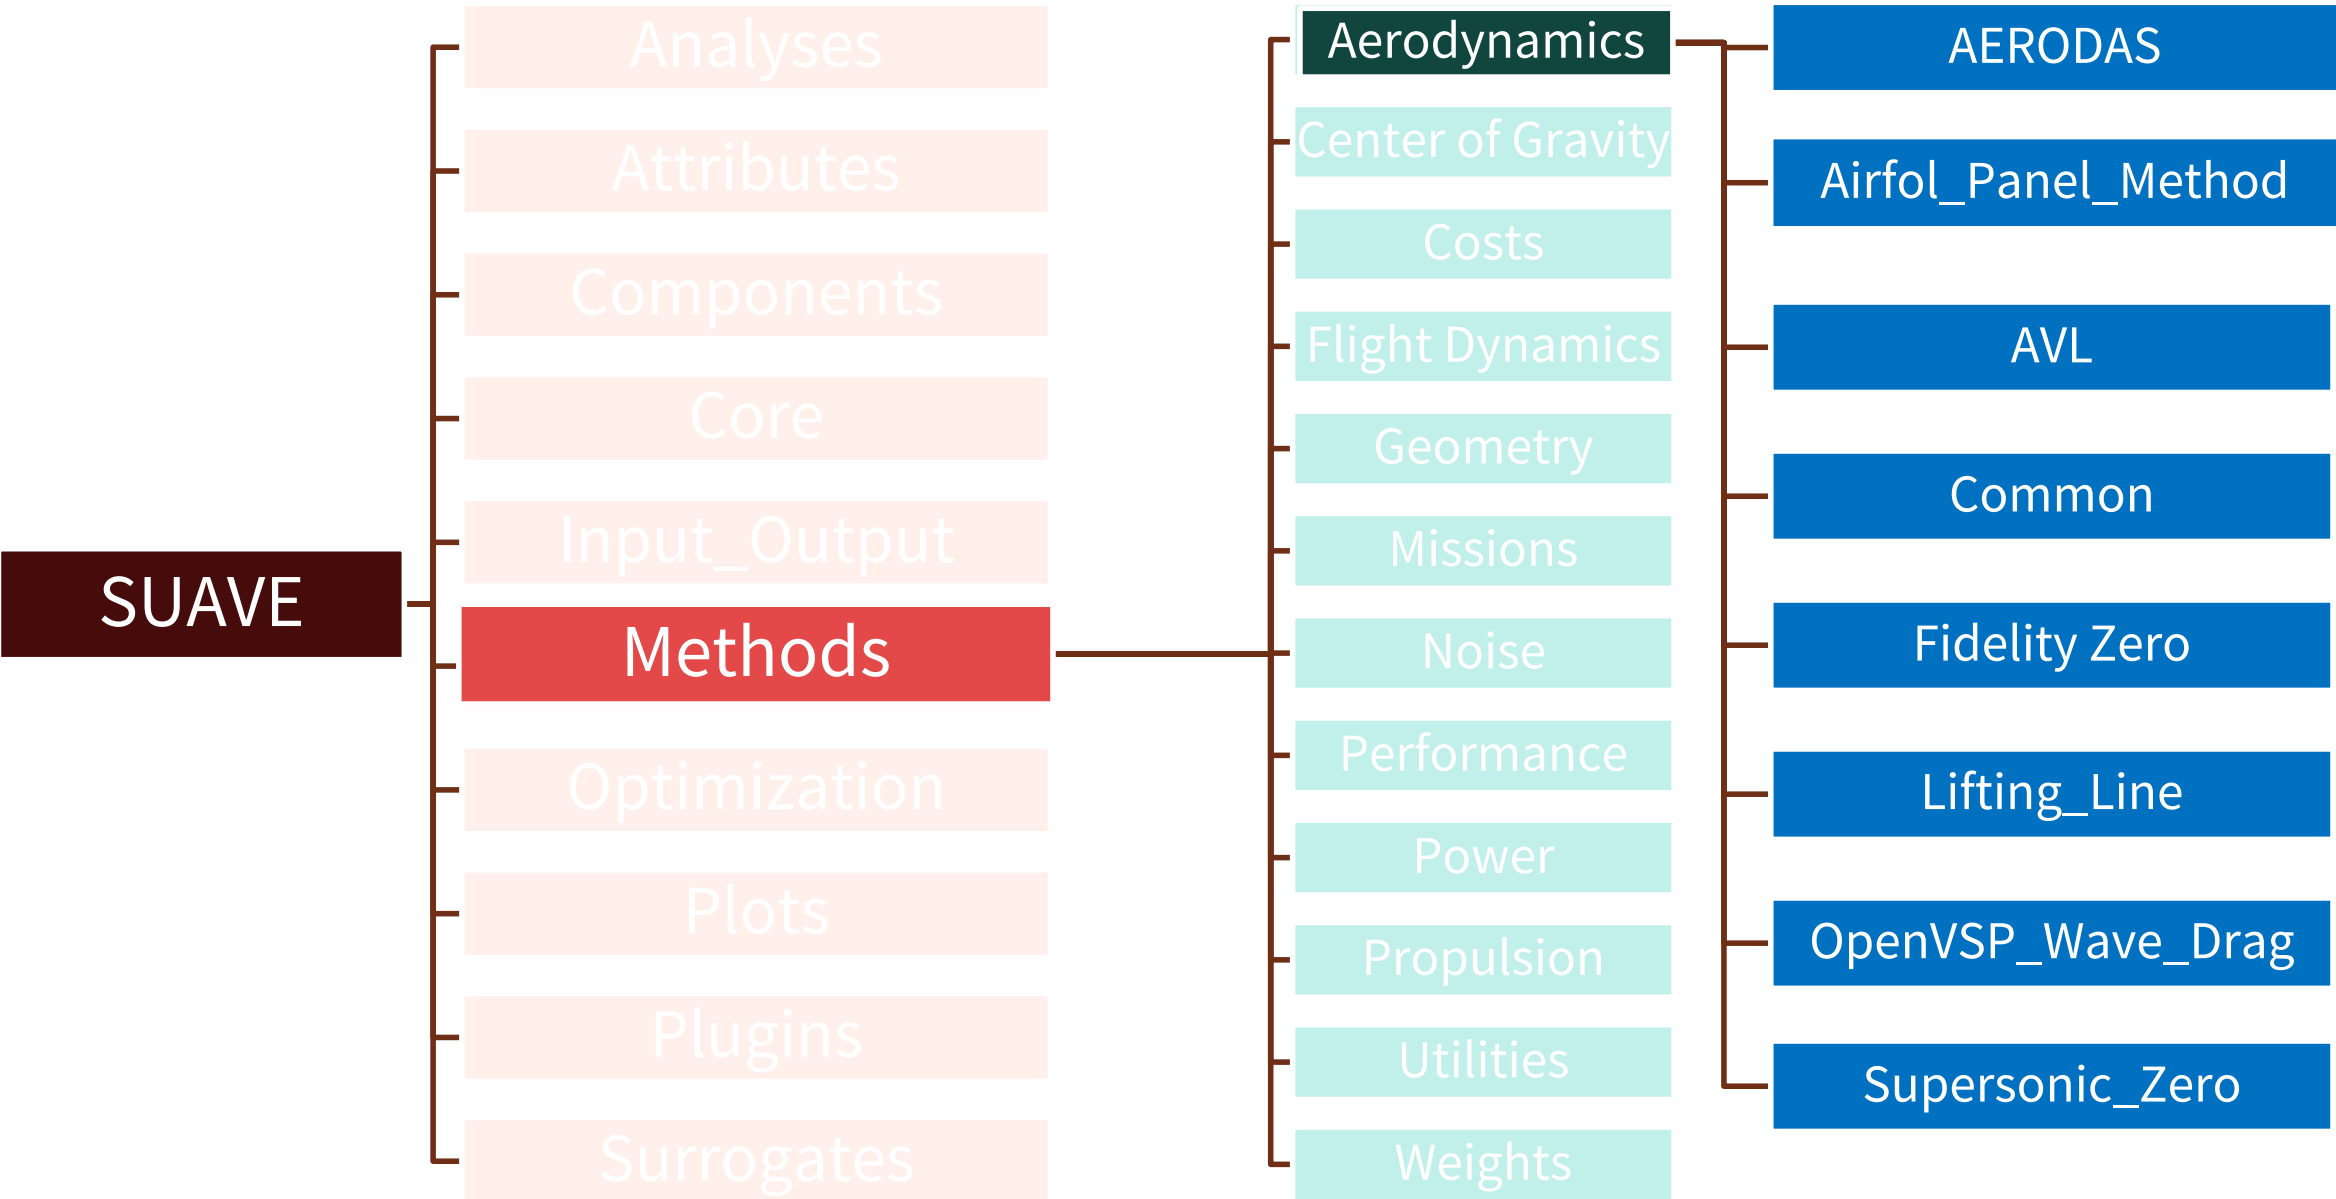 SUAVE
Analyses
Attributes
Components
Core
Input_Output
Methods
Optimization
Plots
Plugins
Surrogates
Aerodynamics
Center of Gravity
Costs
Flight Dynamics
Geometry
Missions
Noise
Performance
Power
Propulsion
Utilities
Weights
AERODAS
Airfol_Panel_Method
AVL
Common
Fidelity Zero
Lifting_Line
OpenVSP_Wave_Drag
Supersonic_Zero